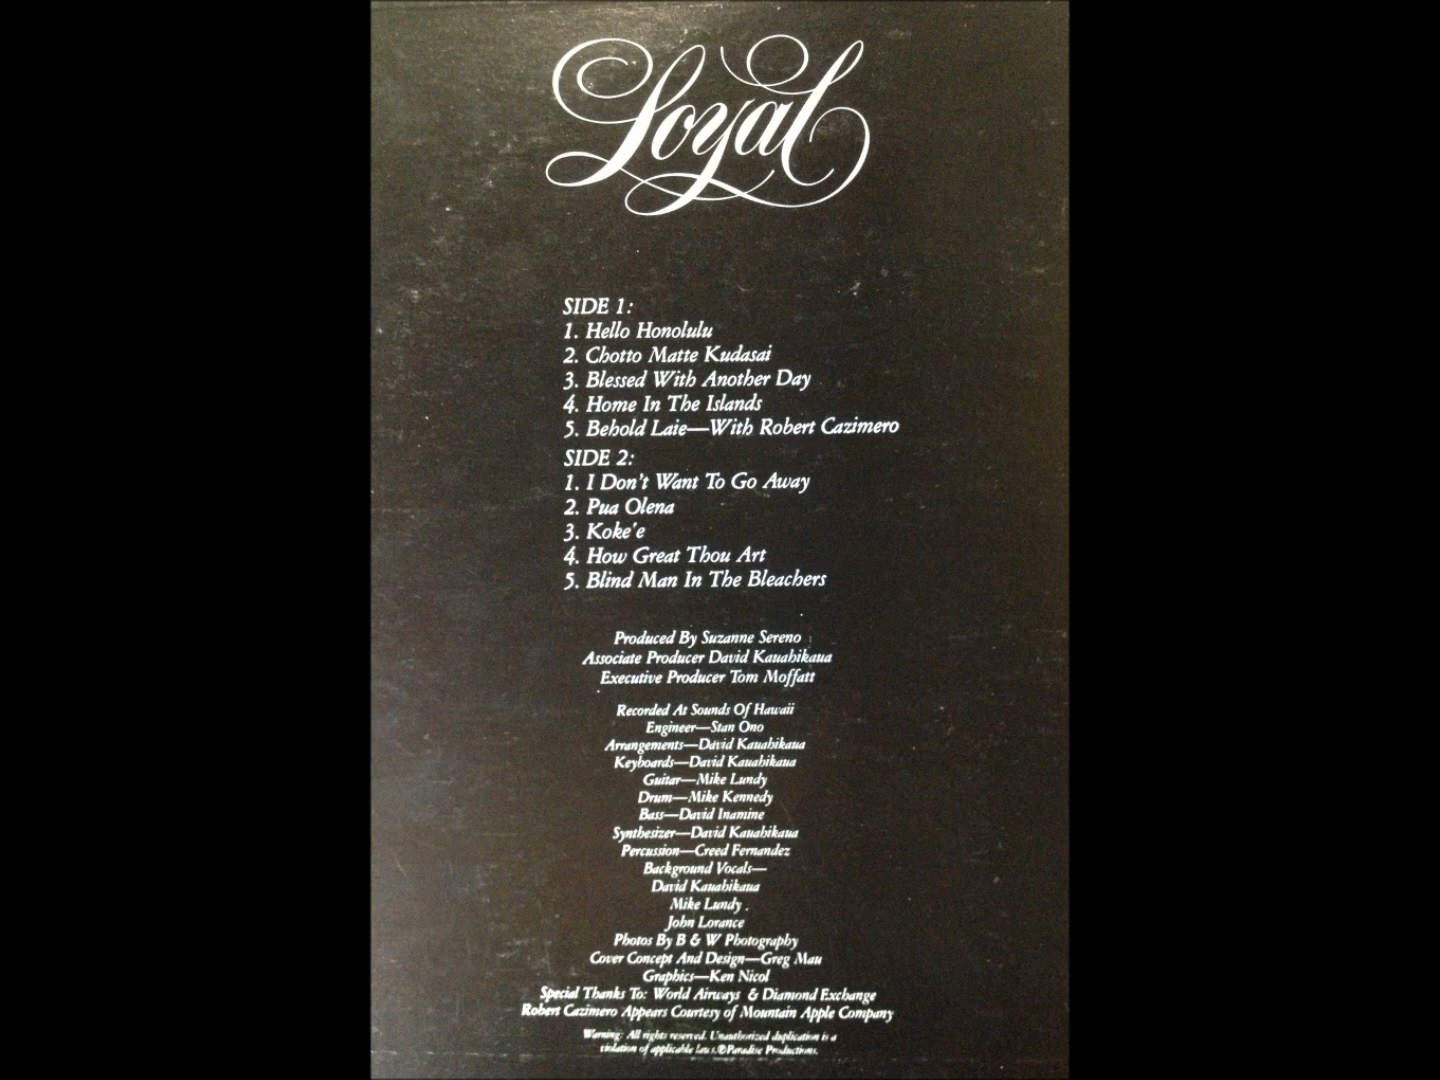 Loyal
SIDE 1:
1. Hello Honolulu
2. Chotto Matte Kudasai
3. Blessed With Another Day
4. Home In The Islands
5. Behold Laie—With Robert Cazimero
SIDE 2:
1. I Don't Want To Go Away
2. Pua Olena
3. Koke'e
4. How Great Thou Art
5. Blind Man In The Bleachers
Produced By Suzanne Sereno
Associate Producer David Kauahikaua
Executive Producer Tom Moffatt
Recorded At Sounds Of Hawaii
Engineer—Stan Ono
Arrangements—David Kauahikaua
Keyboards—David Kauahikaua
Guitar—Mike Lundy
Drum—Mike Kennedy
Bass—David Inamine
Synthesizer—David Kauahikaua
Percussion—Creed Fernandez
Background Vocals—
David Kauahikaua
Mike Lundy
John Lorance
Photos By B & W Photography
Cover Concept And Design—Greg Mau
Graphics—Ken Nicol
Special Thanks To: World Airways & Diamond Exchange
Robert Cazimero Appears Courtesy of Mountain Apple Company
Warning: All rights reserved. Unauthorized duplication is a
violation of applicable laws. ©Paradise Productions.